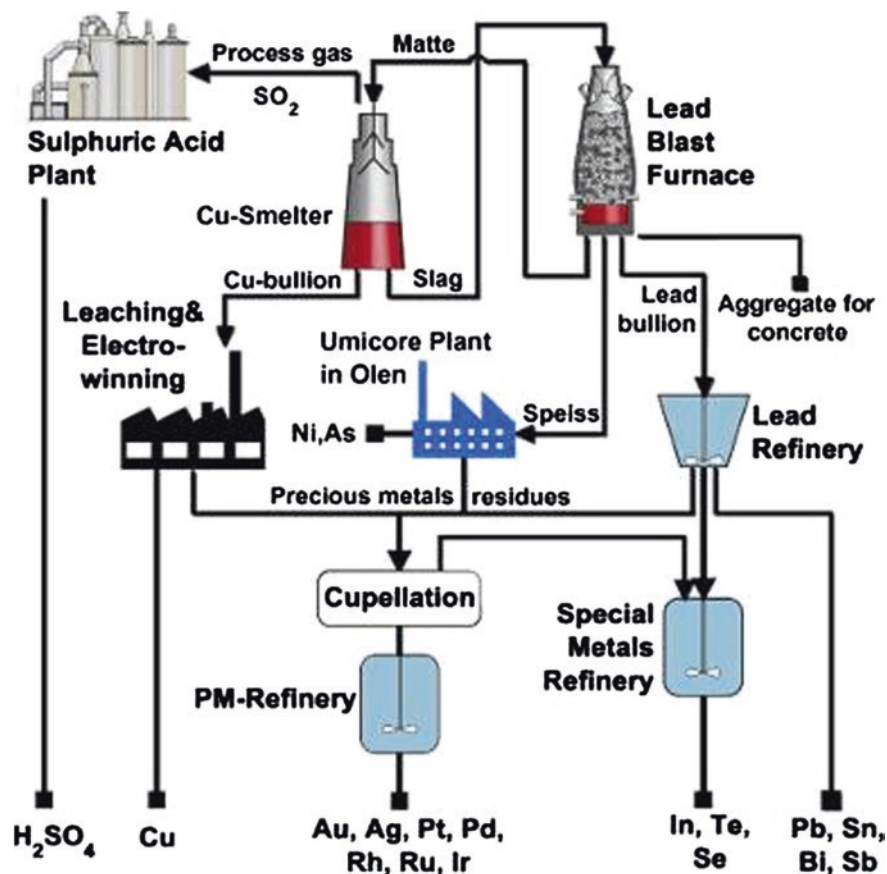 Process gas
SO2
Matte
Sulphuric Acid
Plant
Lead
Blast
Furnace
Cu-Smelter
Cu-bullion
Slag
Lead
bullion
Aggregate for
concrete
Leaching&
Electro-
winning
Umicore Plant
in Olen
Speiss
Ni,As
Lead
Refinery
Precious metals residues
Cupellation
Special
Metals
Refinery
PM-Refinery
H2SO4
Cu
Au, Ag, Pt, Pd,
Rh, Ru, Ir
In, Te,
Se
Pb, Sn,
Bi, Sb